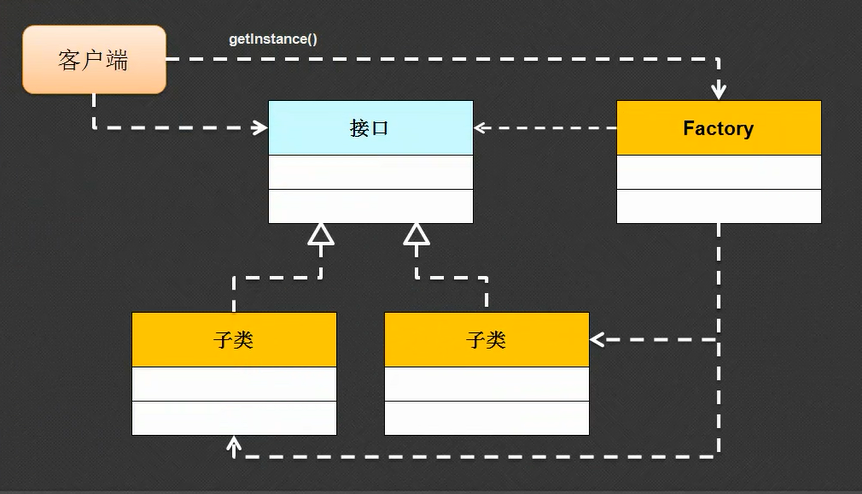 getInstance()
客户端
接口
Factory
子类
子类